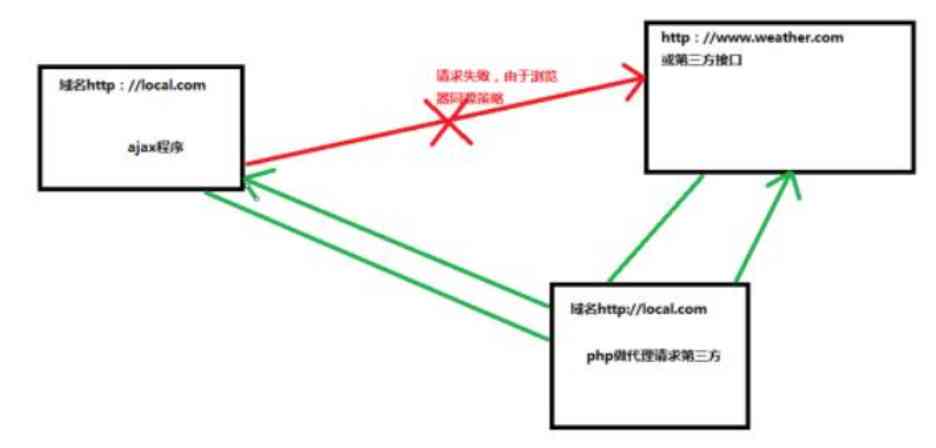 域名http：//local.com
ajax程序
请求失败，由于浏览
器同源策略
http：//www.weather.com
或第三方接口
域名http://local.com
php做代理请求第三方